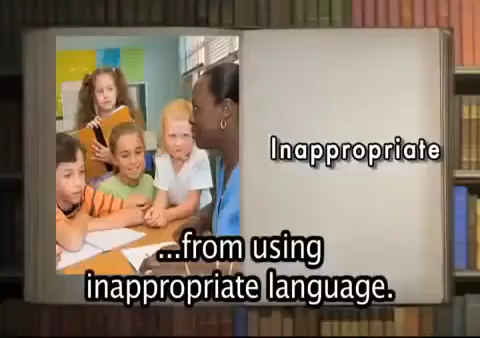 Inappropriate
...from using
inappropriate language.